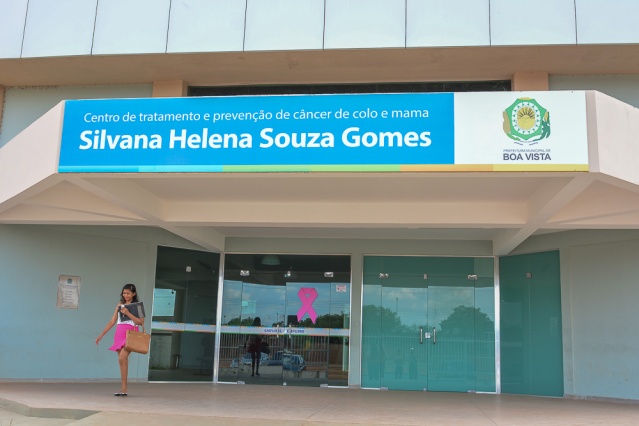 Centro de tratamento e prevenção de câncer de colo e mama
Silvana Helena Souza Gomes
PREFEITURA MUNICIPAL DE
BOA VISTA